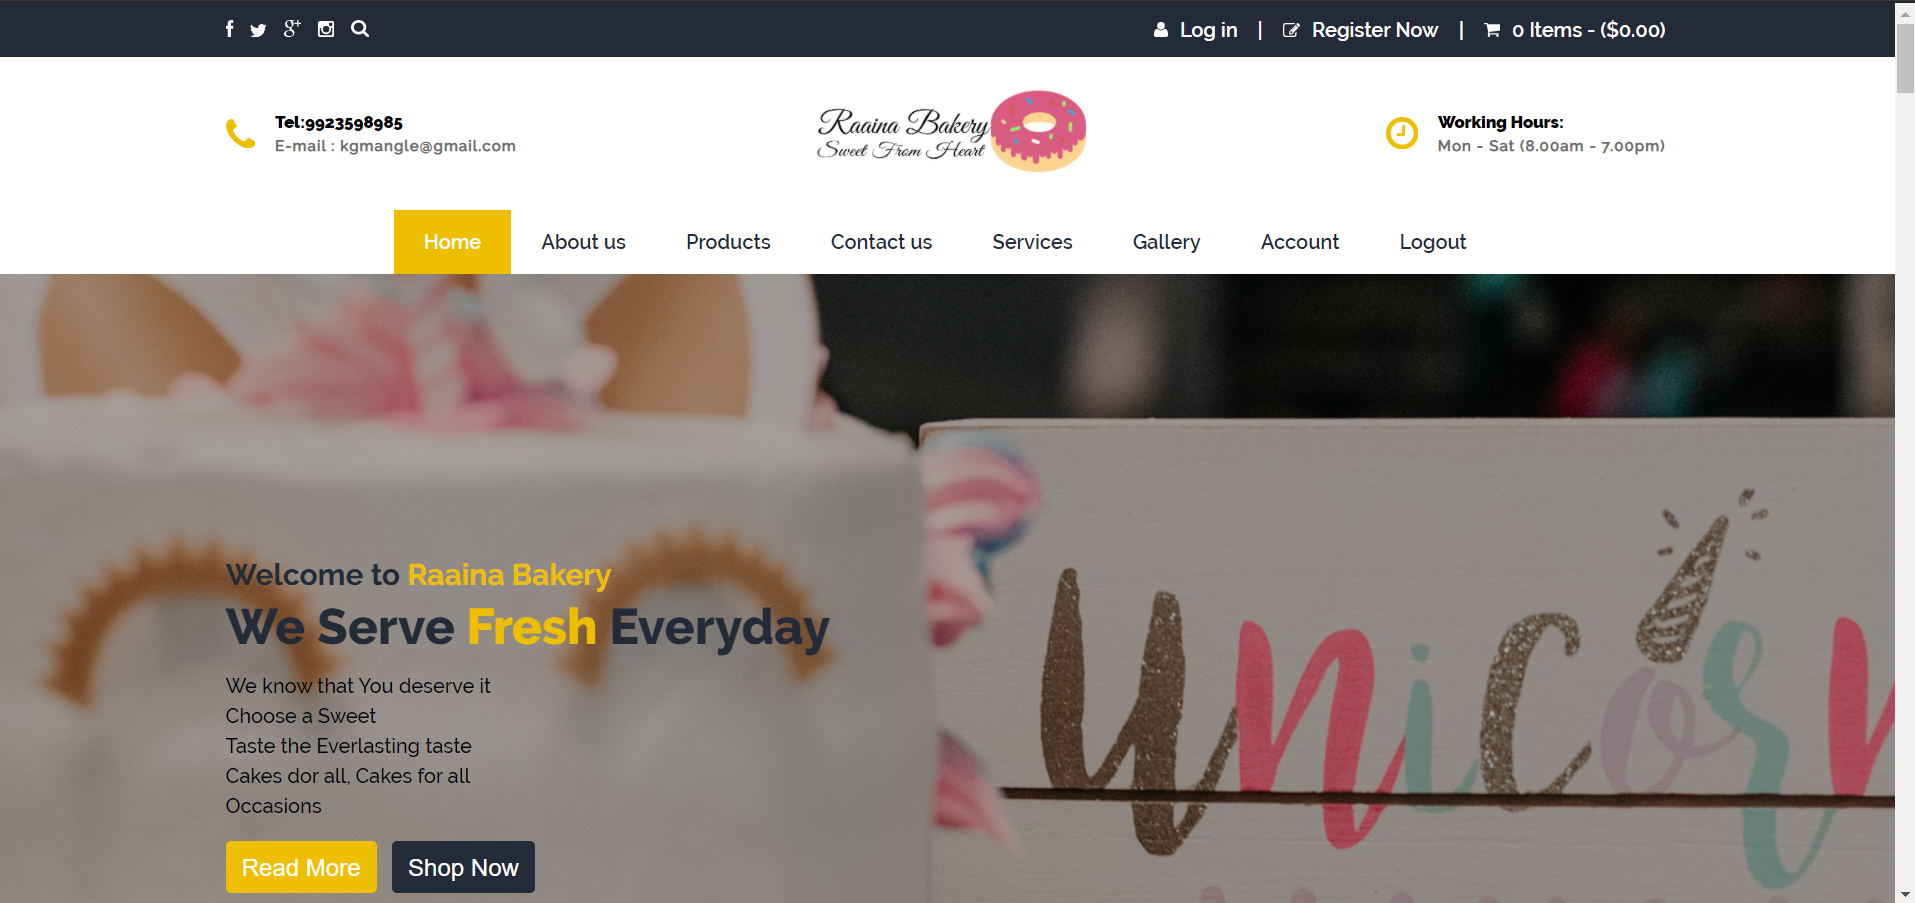 Log in | Register Now | 0 Items - ($0.00)
Tel:9923598985
E-mail : kgmangle@gmail.com
Raaina Bakery
Sweet From Heart
Working Hours:
Mon - Sat (8.00am - 7.00pm)
Home About us Products Contact us Services Gallery Account Logout
Welcome to Raaina Bakery
We Serve Fresh Everyday
We know that You deserve it
Choose a Sweet
Taste the Everlasting taste
Cakes dor all, Cakes for all
Occasions
Read More Shop Now
unicorn